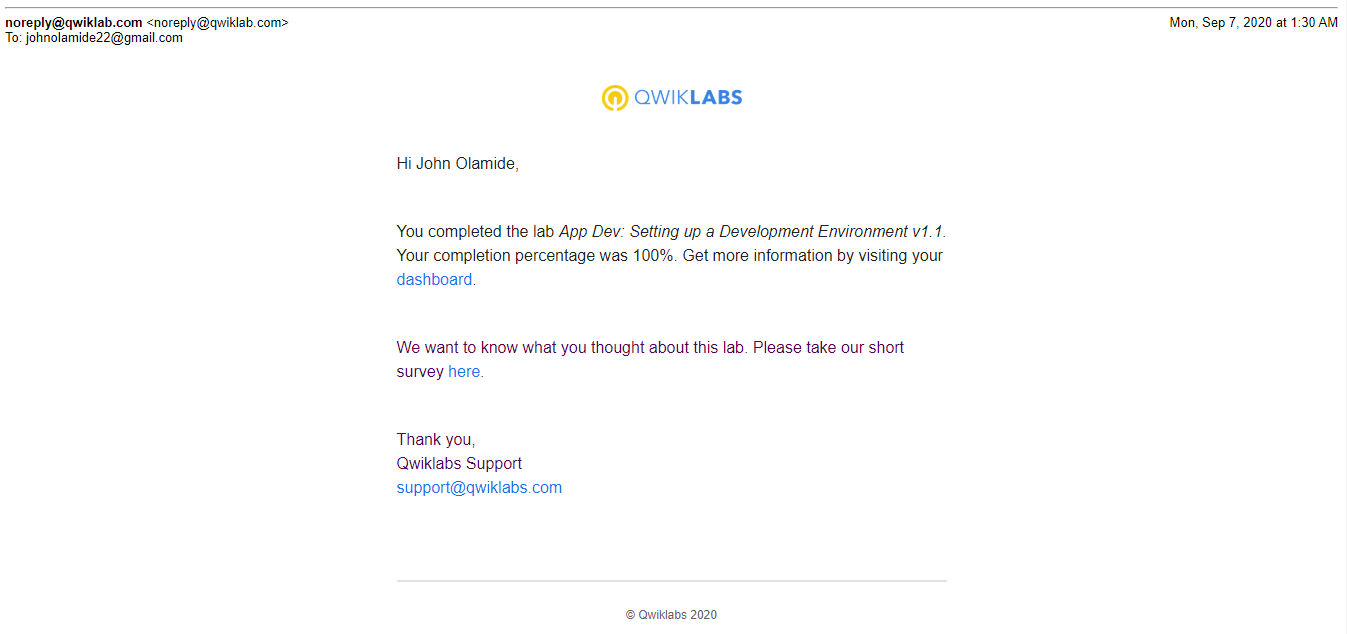 noreply@qwiklab.com <noreply@qwiklab.com>
Mon, Sep 7, 2020 at 1:30 AM
To: johnolamide22@gmail.com
QWIKLABS
Hi John Olamide,
You completed the lab App Dev: Setting up a Development Environment v1.1.
Your completion percentage was 100%. Get more information by visiting your
dashboard.
We want to know what you thought about this lab. Please take our short
survey here.
Thank you,
Qwiklabs Support
support@qwiklabs.com
© Qwiklabs 2020